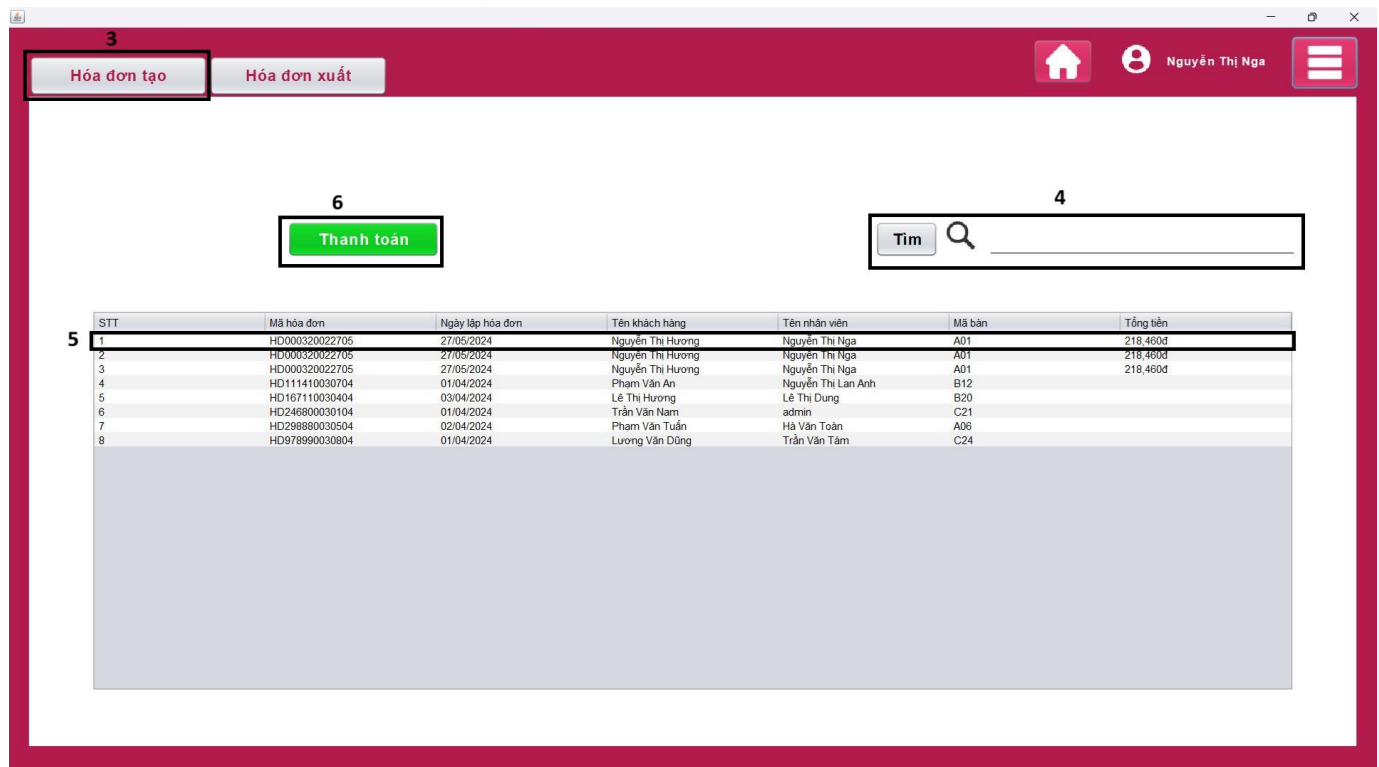 3
Hóa đơn tạo Hóa đơn xuất Nguyễn Thị Nga
6 4
Thanh toán Tìm
STT Mã hóa đơn Ngày lập hóa đơn Tên khách hàng Tên nhân viên Mã bàn Tổng tiền
5 1 HD000320022705 27/05/2024 Nguyễn Thị Hương Nguyễn Thị Nga A01 218,460đ
2 HD000320022705 27/05/2024 Nguyễn Thị Hương Nguyễn Thị Nga A01 218,460đ
3 HD000320022705 27/05/2024 Nguyễn Thị Hương Nguyễn Thị Nga A01 218,460đ
4 HD111410030704 01/04/2024 Phạm Văn An Nguyễn Thị Lan Anh B12
5 HD167110030404 03/04/2024 Lê Thị Hương Lê Thị Dung B20
6 HD246800030104 01/04/2024 Trần Văn Nam admin C21
7 HD298880030504 02/04/2024 Phạm Văn Tuấn Hà Văn Toàn A06
8 HD978990030804 01/04/2024 Lương Văn Dũng Trần Văn Tám C24